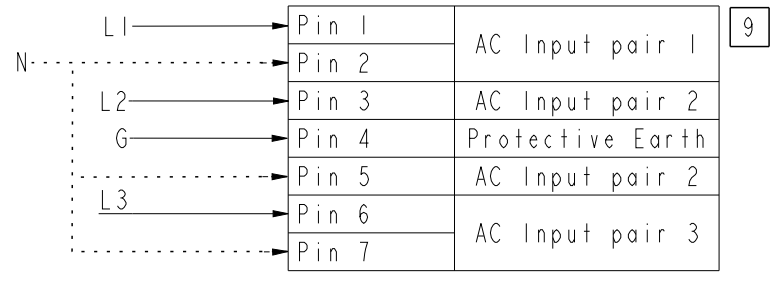 L1 Pin 1 AC Input pair 1 9
N Pin 2
L2 Pin 3 AC Input pair 2
G Pin 4 Protective Earth
Pin 5 AC Input pair 2
L3 Pin 6 AC Input pair 3
Pin 7